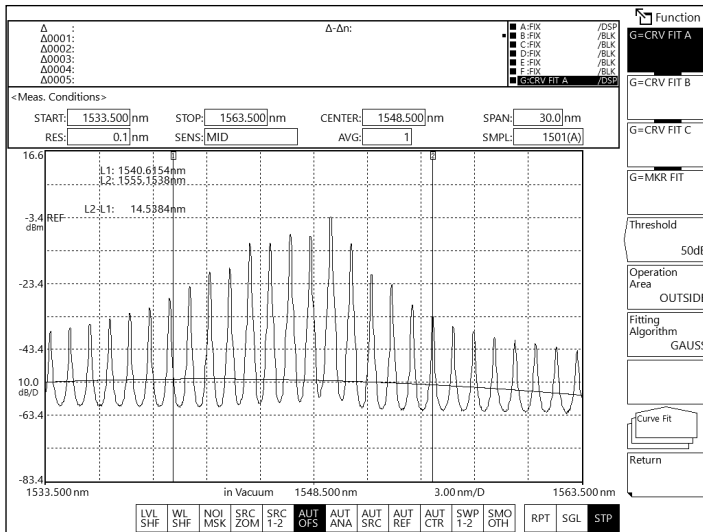 Δ :
Δ0001:
Δ0002:
Δ0003:
Δ0004:
Δ0005:
Δ-Δn:
A:FIX /DSP
B:FIX /BLK
C:FIX /BLK
D:FIX /BLK
E:FIX /BLK
F:FIX /BLK
G:CRV FIT A /DSP
<Meas. Conditions>
START: 1533.500 nm STOP: 1563.500 nm CENTER: 1548.500 nm SPAN: 30.0 nm
RES: 0.1 nm SENS: MID AVG: 1 SMPL: 1501(A)
16.6
1
2
L1: 1540.6154nm
L2: 1555.1538nm
L2-L1: 14.5384nm
-3.4 REF
dBm
-23.4
-43.4
10.0
dB/D
-63.4
-83.4
1533.500 nm in Vacuum 1548.500 nm 3.00 nm/D 1563.500 nm
LVL SHF
WL SHF
NOI MSK
SRC ZOM
SRC 1-2
AUT OFS
AUT ANA
AUT SRC
AUT REF
AUT CTR
SWP 1-2
SMO OTH
RPT
SGL
STP
Function
G=CRV FIT A
G=CRV FIT B
G=CRV FIT C
G=MKR FIT
Threshold
50dB
Operation
Area
OUTSIDE
Fitting
Algorithm
GAUSS
Curve Fit
Return